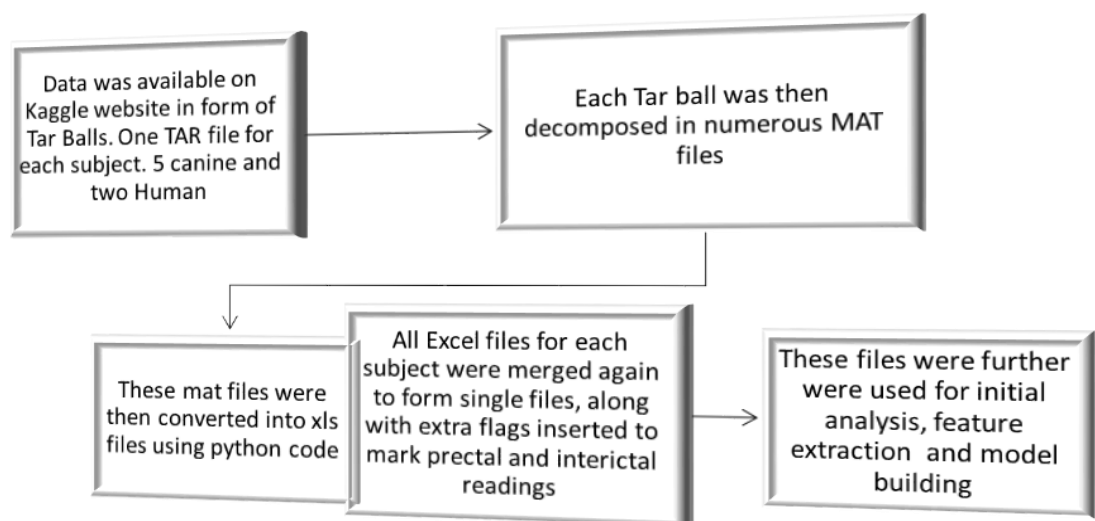 Data was available on
Kaggle website in form of
Tar Balls. One TAR file for
each subject. 5 canine and
two Human
Each Tar ball was then
decomposed in numerous MAT
files
These mat files were
then converted into xls
files using python code
All Excel files for each
subject were merged again
to form single files, along
with extra flags inserted to
mark prectal and interictal
readings
These files were further
were used for initial
analysis, feature
extraction and model
building